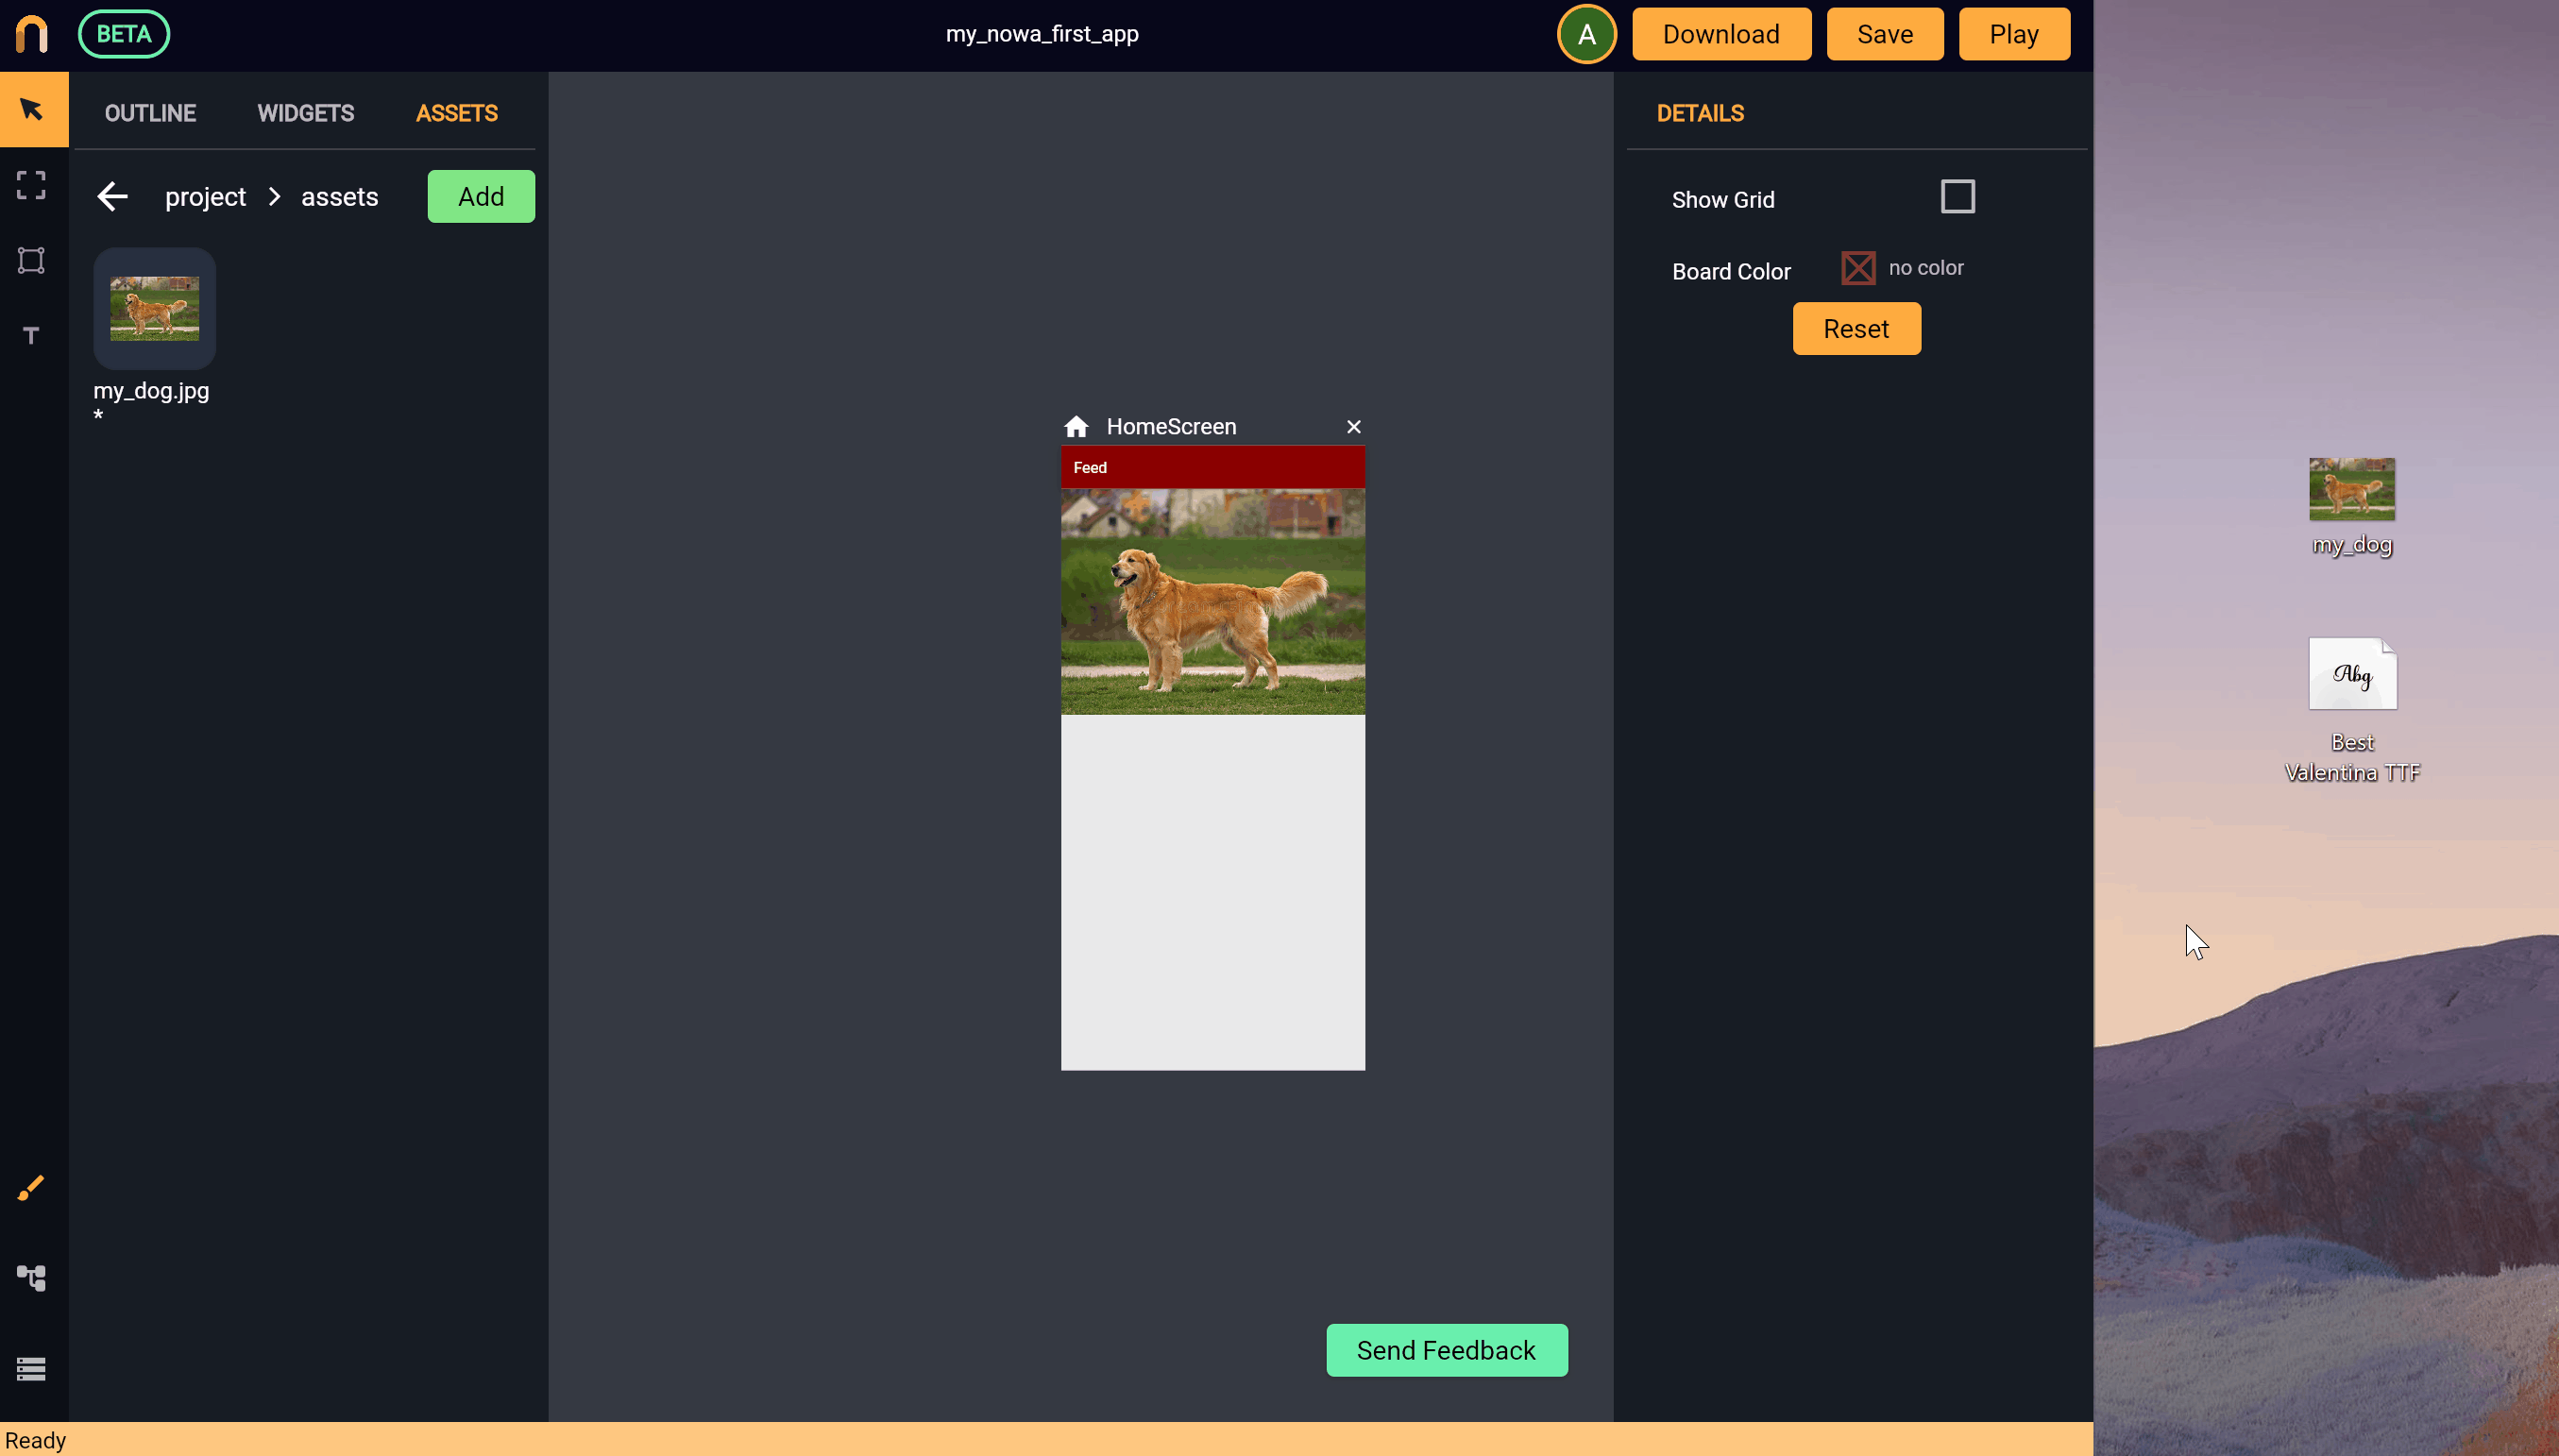 BETA
my_nowa_first_app
A
Download
Save
Play
OUTLINE
WIDGETS
ASSETS
project > assets
Add
my_dog.jpg
*
HomeScreen
Feed
DETAILS
Show Grid
Board Color
no color
Reset
my_dog
Abg
Best
Valentina TTF
Send Feedback
Ready
T